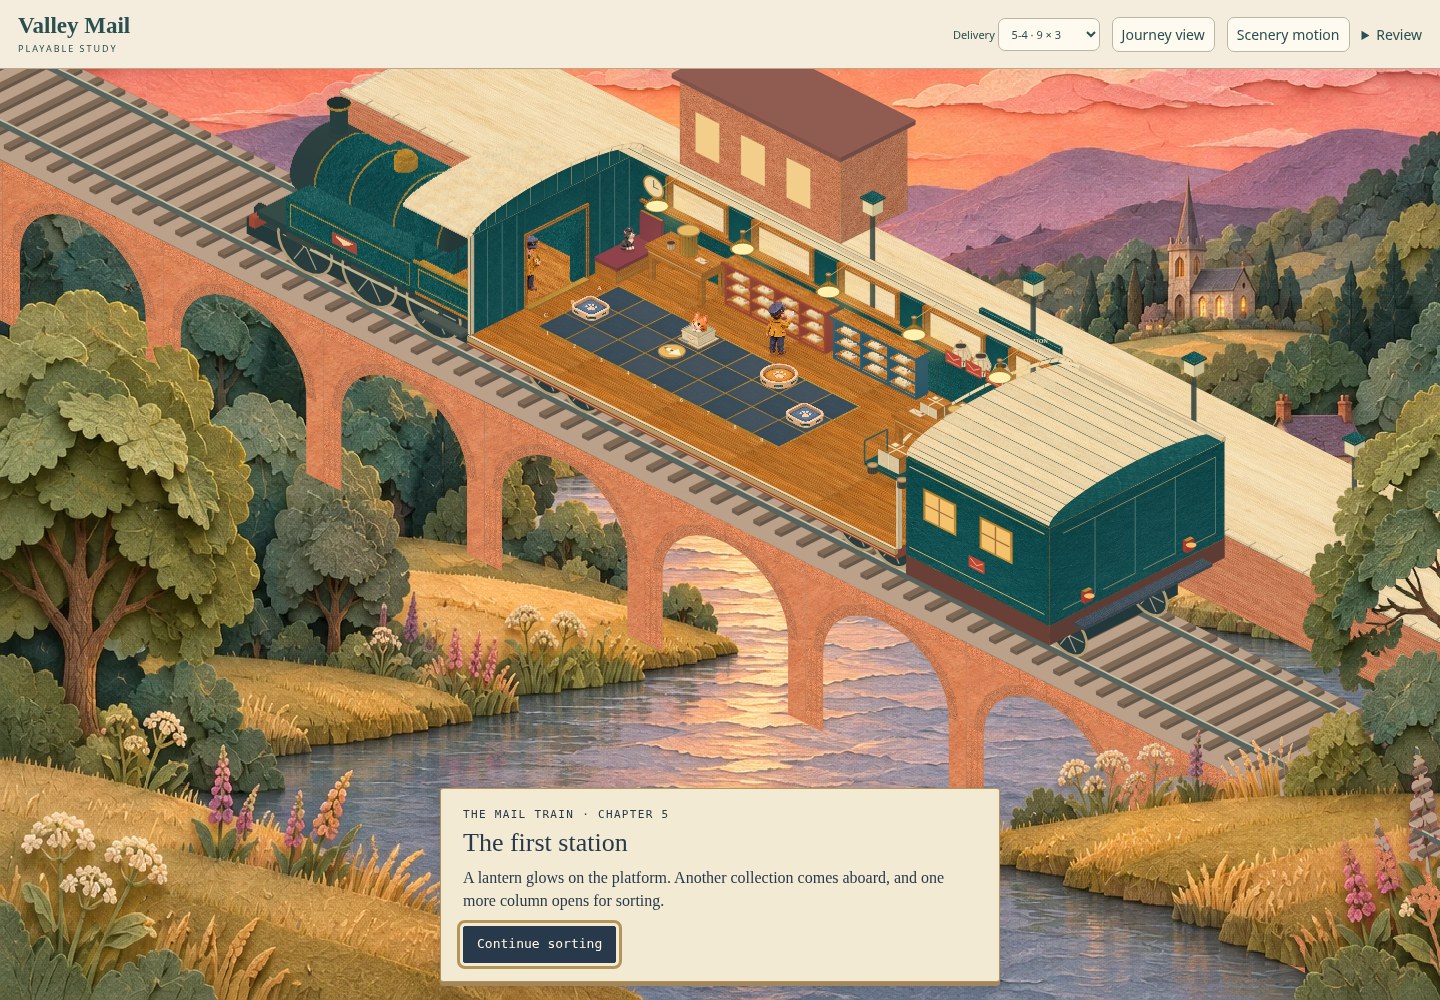 Valley Mail
PLAYABLE STUDY
Delivery 5-4 · 9 × 3 Journey view Scenery motion ▶ Review
THE MAIL TRAIN · CHAPTER 5
The first station
A lantern glows on the platform. Another collection comes aboard, and one
more column opens for sorting.
Continue sorting